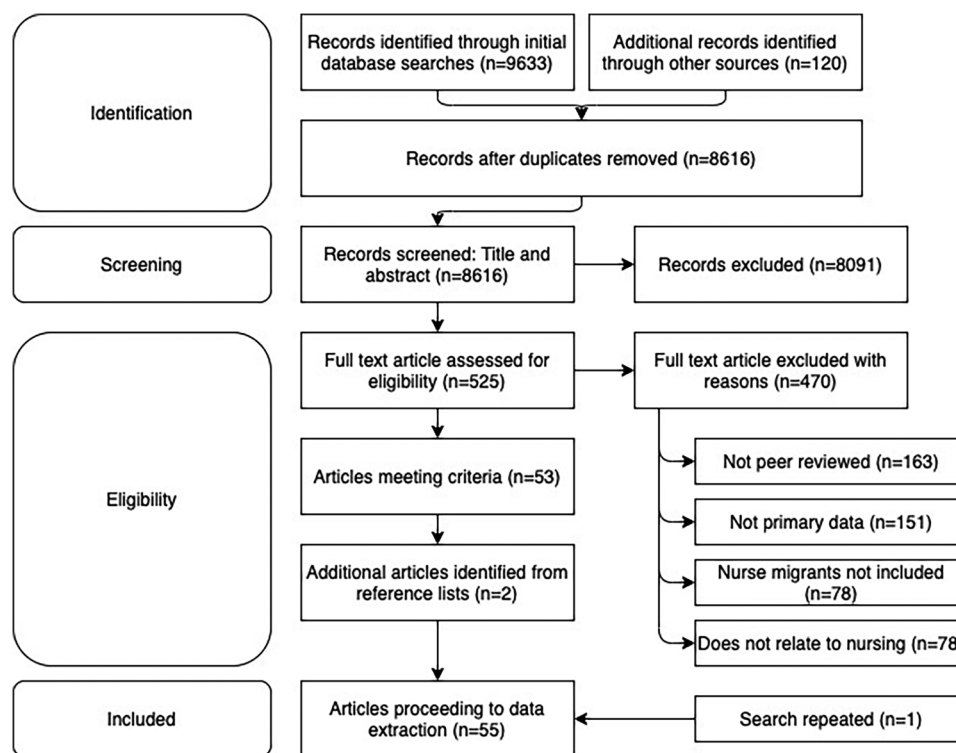 Identification
Records identified through initial
database searches (n=9633)
Additional records identified
through other sources (n=120)
Records after duplicates removed (n=8616)
Screening
Records screened: Title and
abstract (n=8616)
Records excluded (n=8091)
Eligibility
Full text article assessed for
eligibility (n=525)
Full text article excluded with
reasons (n=470)
Articles meeting criteria (n=53)
Not peer reviewed (n=163)
Not primary data (n=151)
Additional articles identified from
reference lists (n=2)
Nurse migrants not included
(n=78)
Does not relate to nursing (n=78
Included
Articles proceeding to data
extraction (n=55)
Search repeated (n=1)